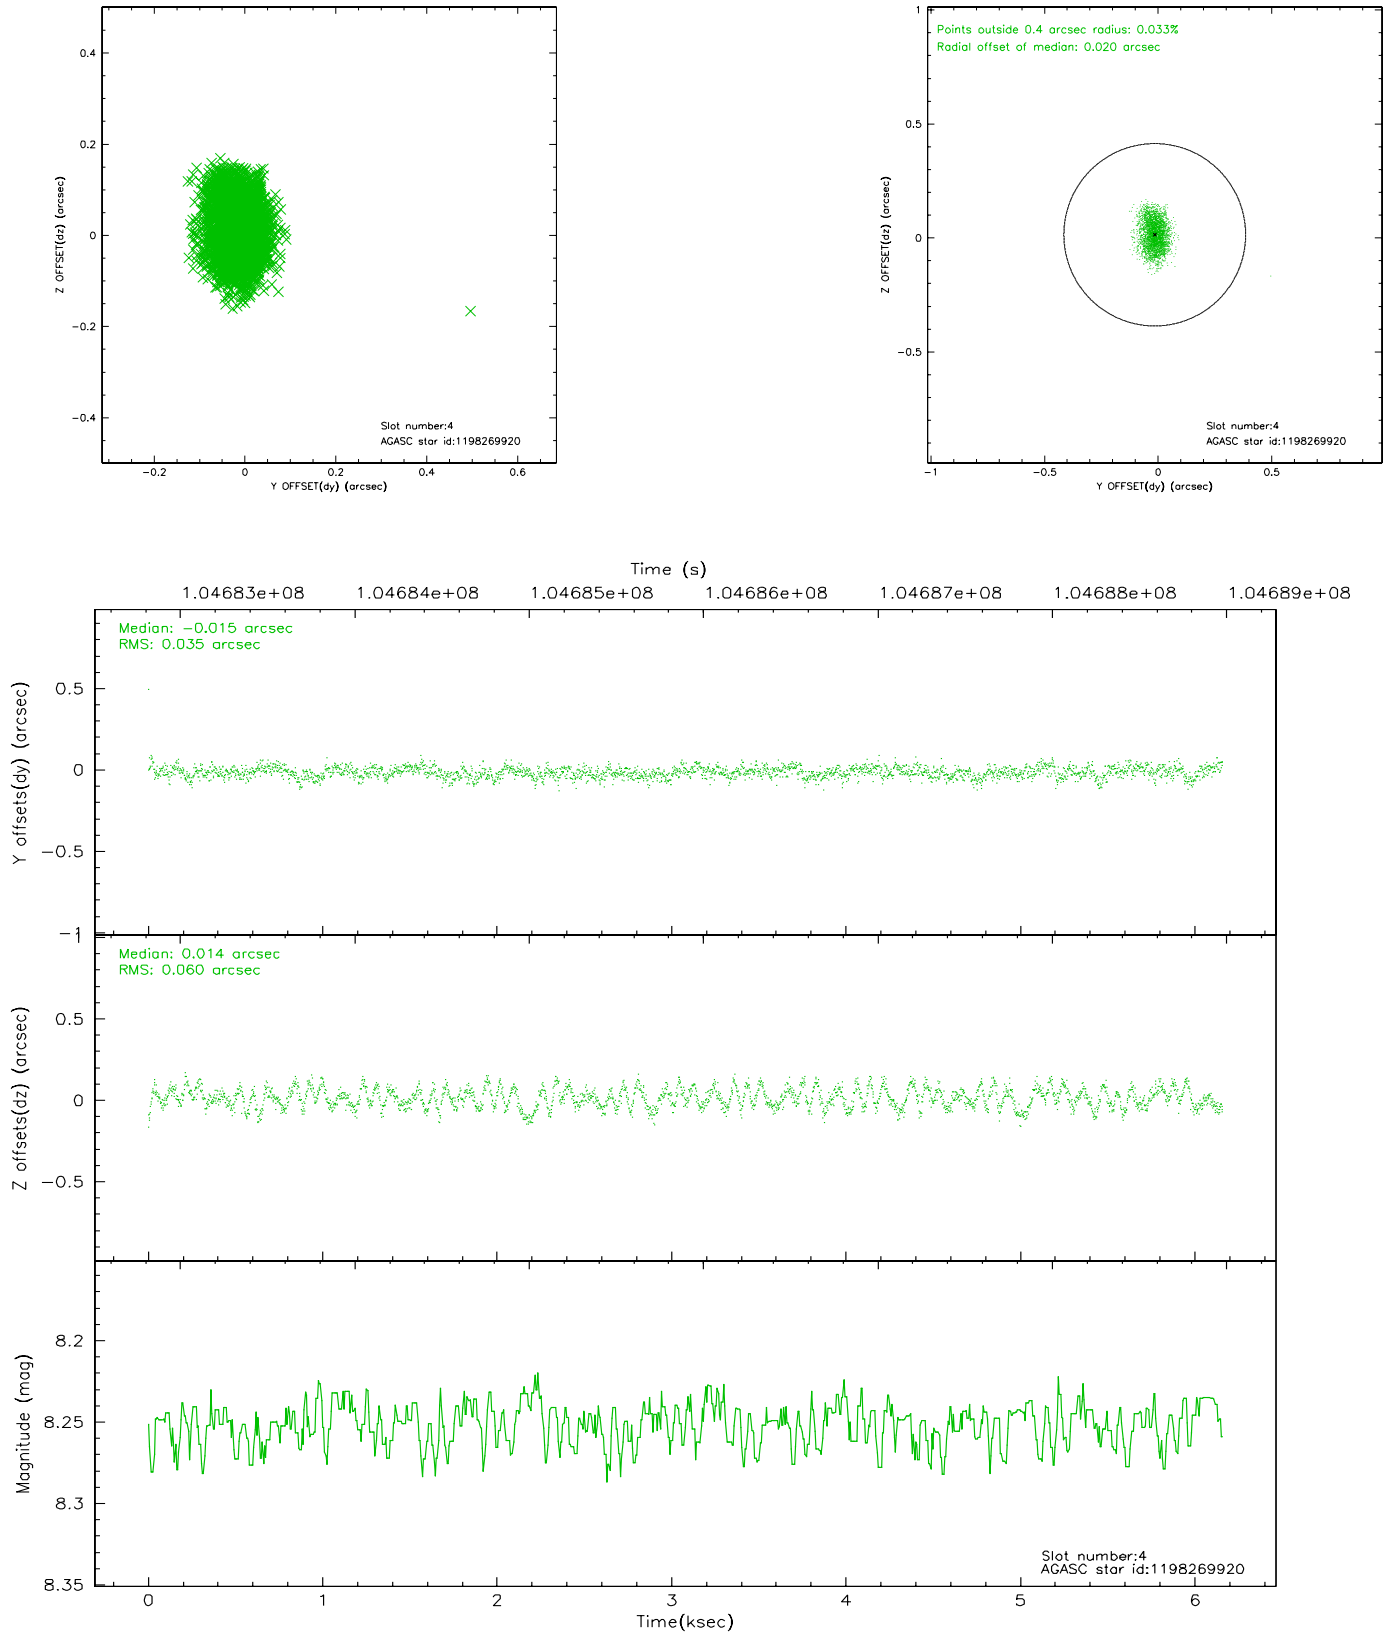 0.4
0.2
0
-0.2
-0.4
Z OFFSET(dz) (arcsec)
Slot number:4
AGASC star id:1198269920
-0.2 0 0.2 0.4 0.6
Y OFFSET(dy) (arcsec)
Points outside 0.4 arcsec radius: 0.033%
Radial offset of median: 0.020 arcsec
1
0.5
0
-0.5
Z OFFSET(dz) (arcsec)
Slot number:4
AGASC star id:1198269920
-1 -0.5 0 0.5
Y OFFSET(dy) (arcsec)
Time (s)
1.04683e+08 1.04684e+08 1.04685e+08 1.04686e+08 1.04687e+08 1.04688e+08 1.04689e+08
Median: -0.015 arcsec
RMS: 0.035 arcsec
0.5
0
-0.5
-1
Y offsets(dy) (arcsec)
Median: 0.014 arcsec
RMS: 0.060 arcsec
0.5
0
-0.5
Z offsets(dz) (arcsec)
8.2
8.25
8.3
8.35
Magnitude (mag)
Slot number:4
AGASC star id:1198269920
0 1 2 3 4 5 6
Time(ksec)